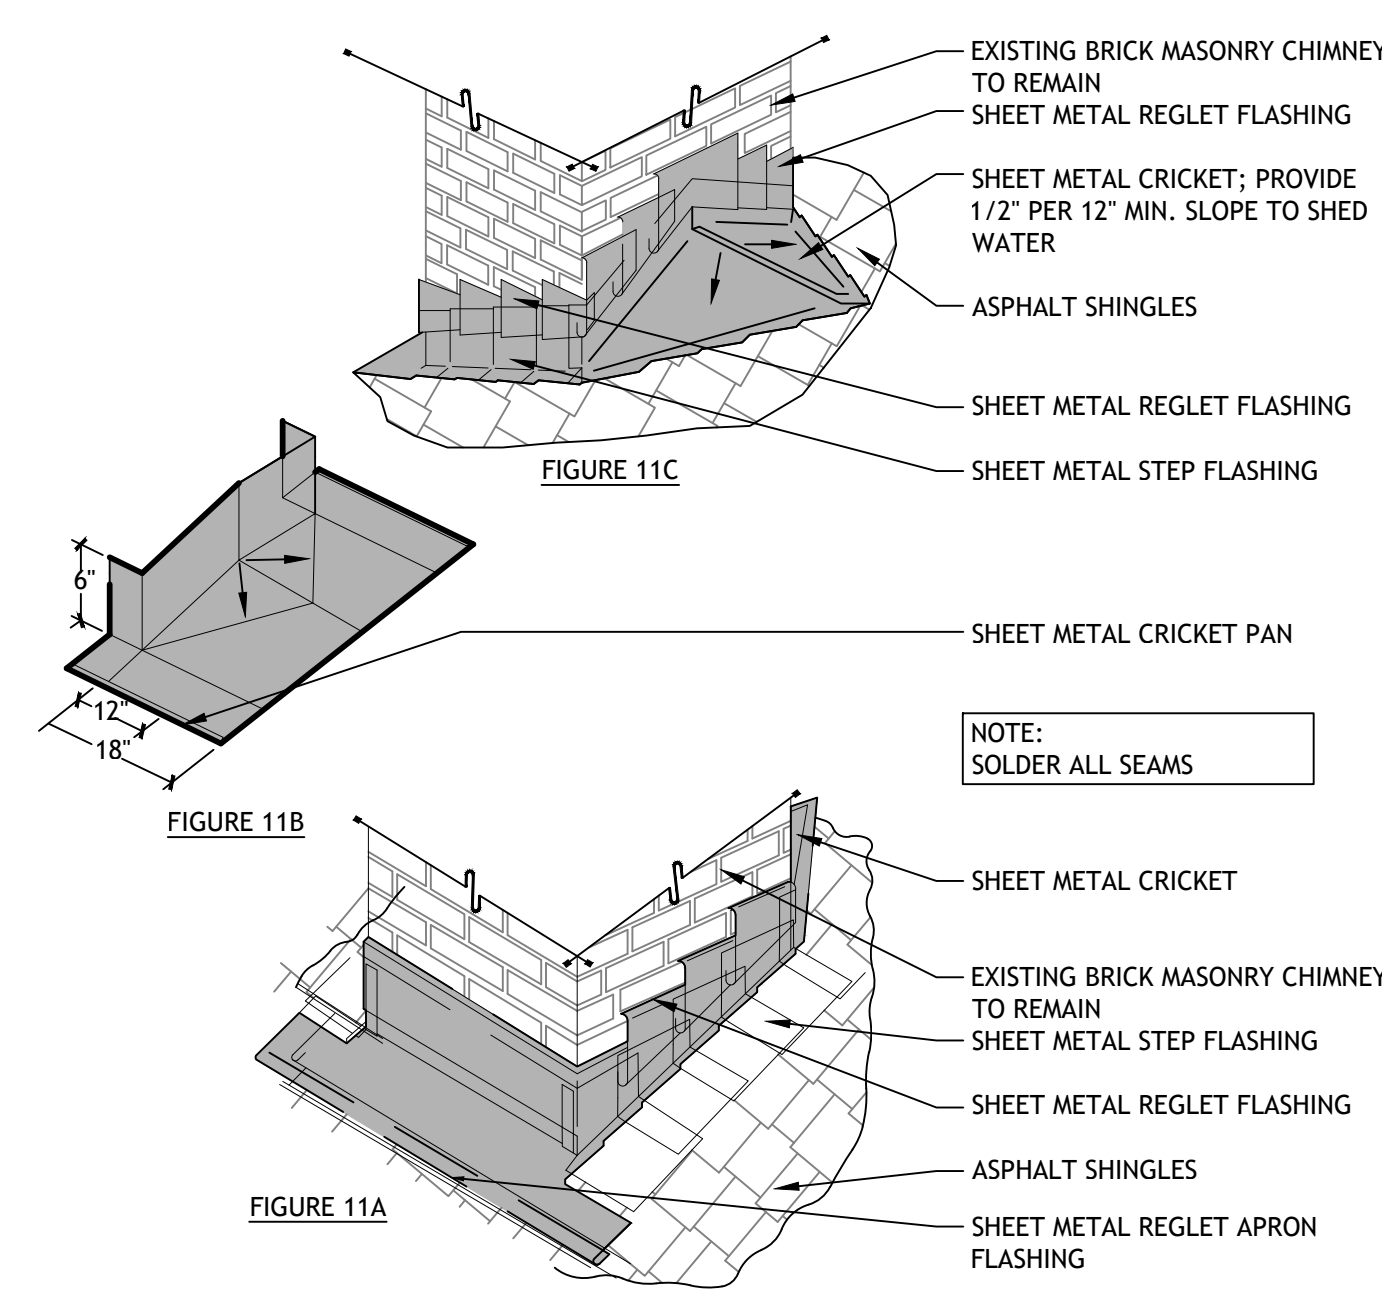 EXISTING BRICK MASONRY CHIMNEY
TO REMAIN
SHEET METAL REGLET FLASHING
SHEET METAL CRICKET; PROVIDE
1/2" PER 12" MIN. SLOPE TO SHED
WATER
ASPHALT SHINGLES
SHEET METAL REGLET FLASHING
SHEET METAL STEP FLASHING
FIGURE 11C
6"
12"
18"
SHEET METAL CRICKET PAN
FIGURE 11B
NOTE:
SOLDER ALL SEAMS
SHEET METAL CRICKET
EXISTING BRICK MASONRY CHIMNEY
TO REMAIN
SHEET METAL STEP FLASHING
SHEET METAL REGLET FLASHING
ASPHALT SHINGLES
SHEET METAL REGLET APRON
FLASHING
FIGURE 11A